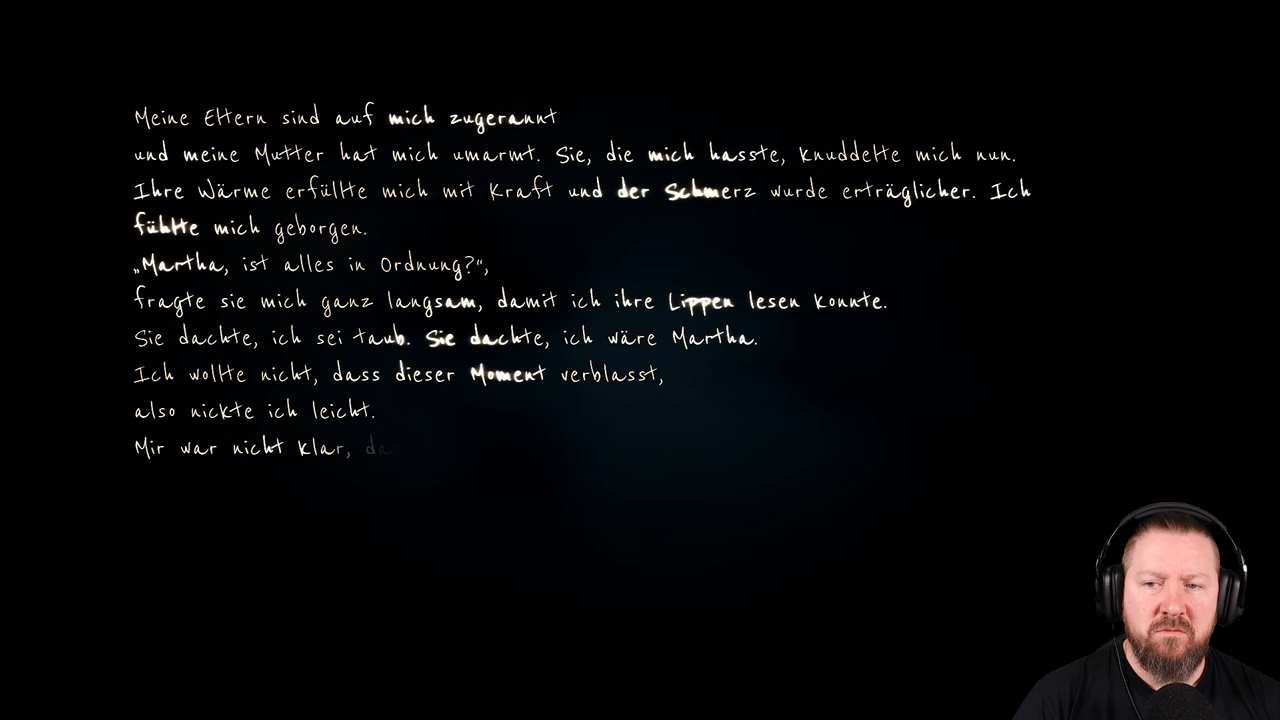 Meine Eltern sind auf mich zugerannt
und meine Mutter hat mich umarmt. Sie, die mich hasste, knuddelte mich nun.
Ihre Wärme erfüllte mich mit Kraft und der Schmerz wurde erträglicher. Ich
fühlte mich geborgen.
„Martha, ist alles in Ordnung?“,
fragte sie mich ganz langsam, damit ich ihre Lippen lesen konnte.
Sie dachte, ich sei taub. Sie dachte, ich wäre Martha.
Ich wollte nicht, dass dieser Moment verblasst,
also nickte ich leicht.
Mir war nicht klar,